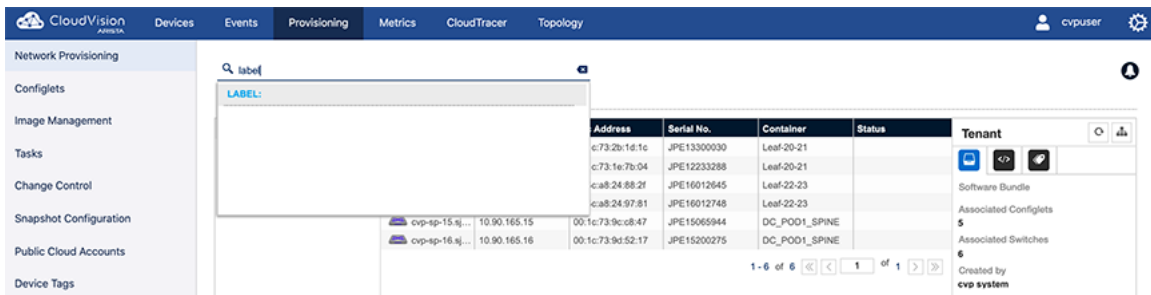 CloudVision
ARISTA
Devices Events Provisioning Metrics CloudTracer Topology cvpuser
Network Provisioning
Configlets
Image Management
Tasks
Change Control
Snapshot Configuration
Public Cloud Accounts
Device Tags
label
LABEL:
Address Serial No. Container Status
c:73:2b:1d:1c JPE13300030 Leaf-20-21
c:73:1e:7b:04 JPE12233288 Leaf-20-21
c:a8:24:88:2f JPE16012645 Leaf-22-23
c:a8:24:97:81 JPE16012748 Leaf-22-23
cvp-sp-15.sj... 10.90.165.15 00:1c:73:9c:c8:47 JPE15065944 DC_POD1_SPINE
cvp-sp-16.sj... 10.90.165.16 00:1c:73:9d:52:17 JPE15200275 DC_POD1_SPINE
1 - 6 of 6 1 of 1
Tenant
Software Bundle
Associated Configlets
5
Associated Switches
6
Created by
cvp system